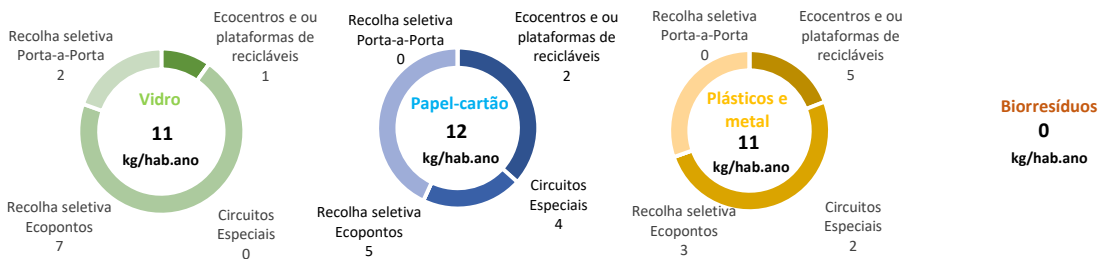 Recolha seletiva
Porta-a-Porta
2
Ecocentros e ou
plataformas de
recicláveis
1
Vidro
11
kg/hab.ano
Recolha seletiva
Ecopontos
7
Circuitos
Especiais
0
Recolha seletiva
Porta-a-Porta
0
Ecocentros e ou
plataformas de
recicláveis
2
Papel-cartão
12
kg/hab.ano
Recolha seletiva
Ecopontos
5
Circuitos
Especiais
4
Recolha seletiva
Porta-a-Porta
0
Ecocentros e ou
plataformas de
recicláveis
5
Plásticos e
metal
11
kg/hab.ano
Recolha seletiva
Ecopontos
3
Circuitos
Especiais
2
Biorresíduos
0
kg/hab.ano